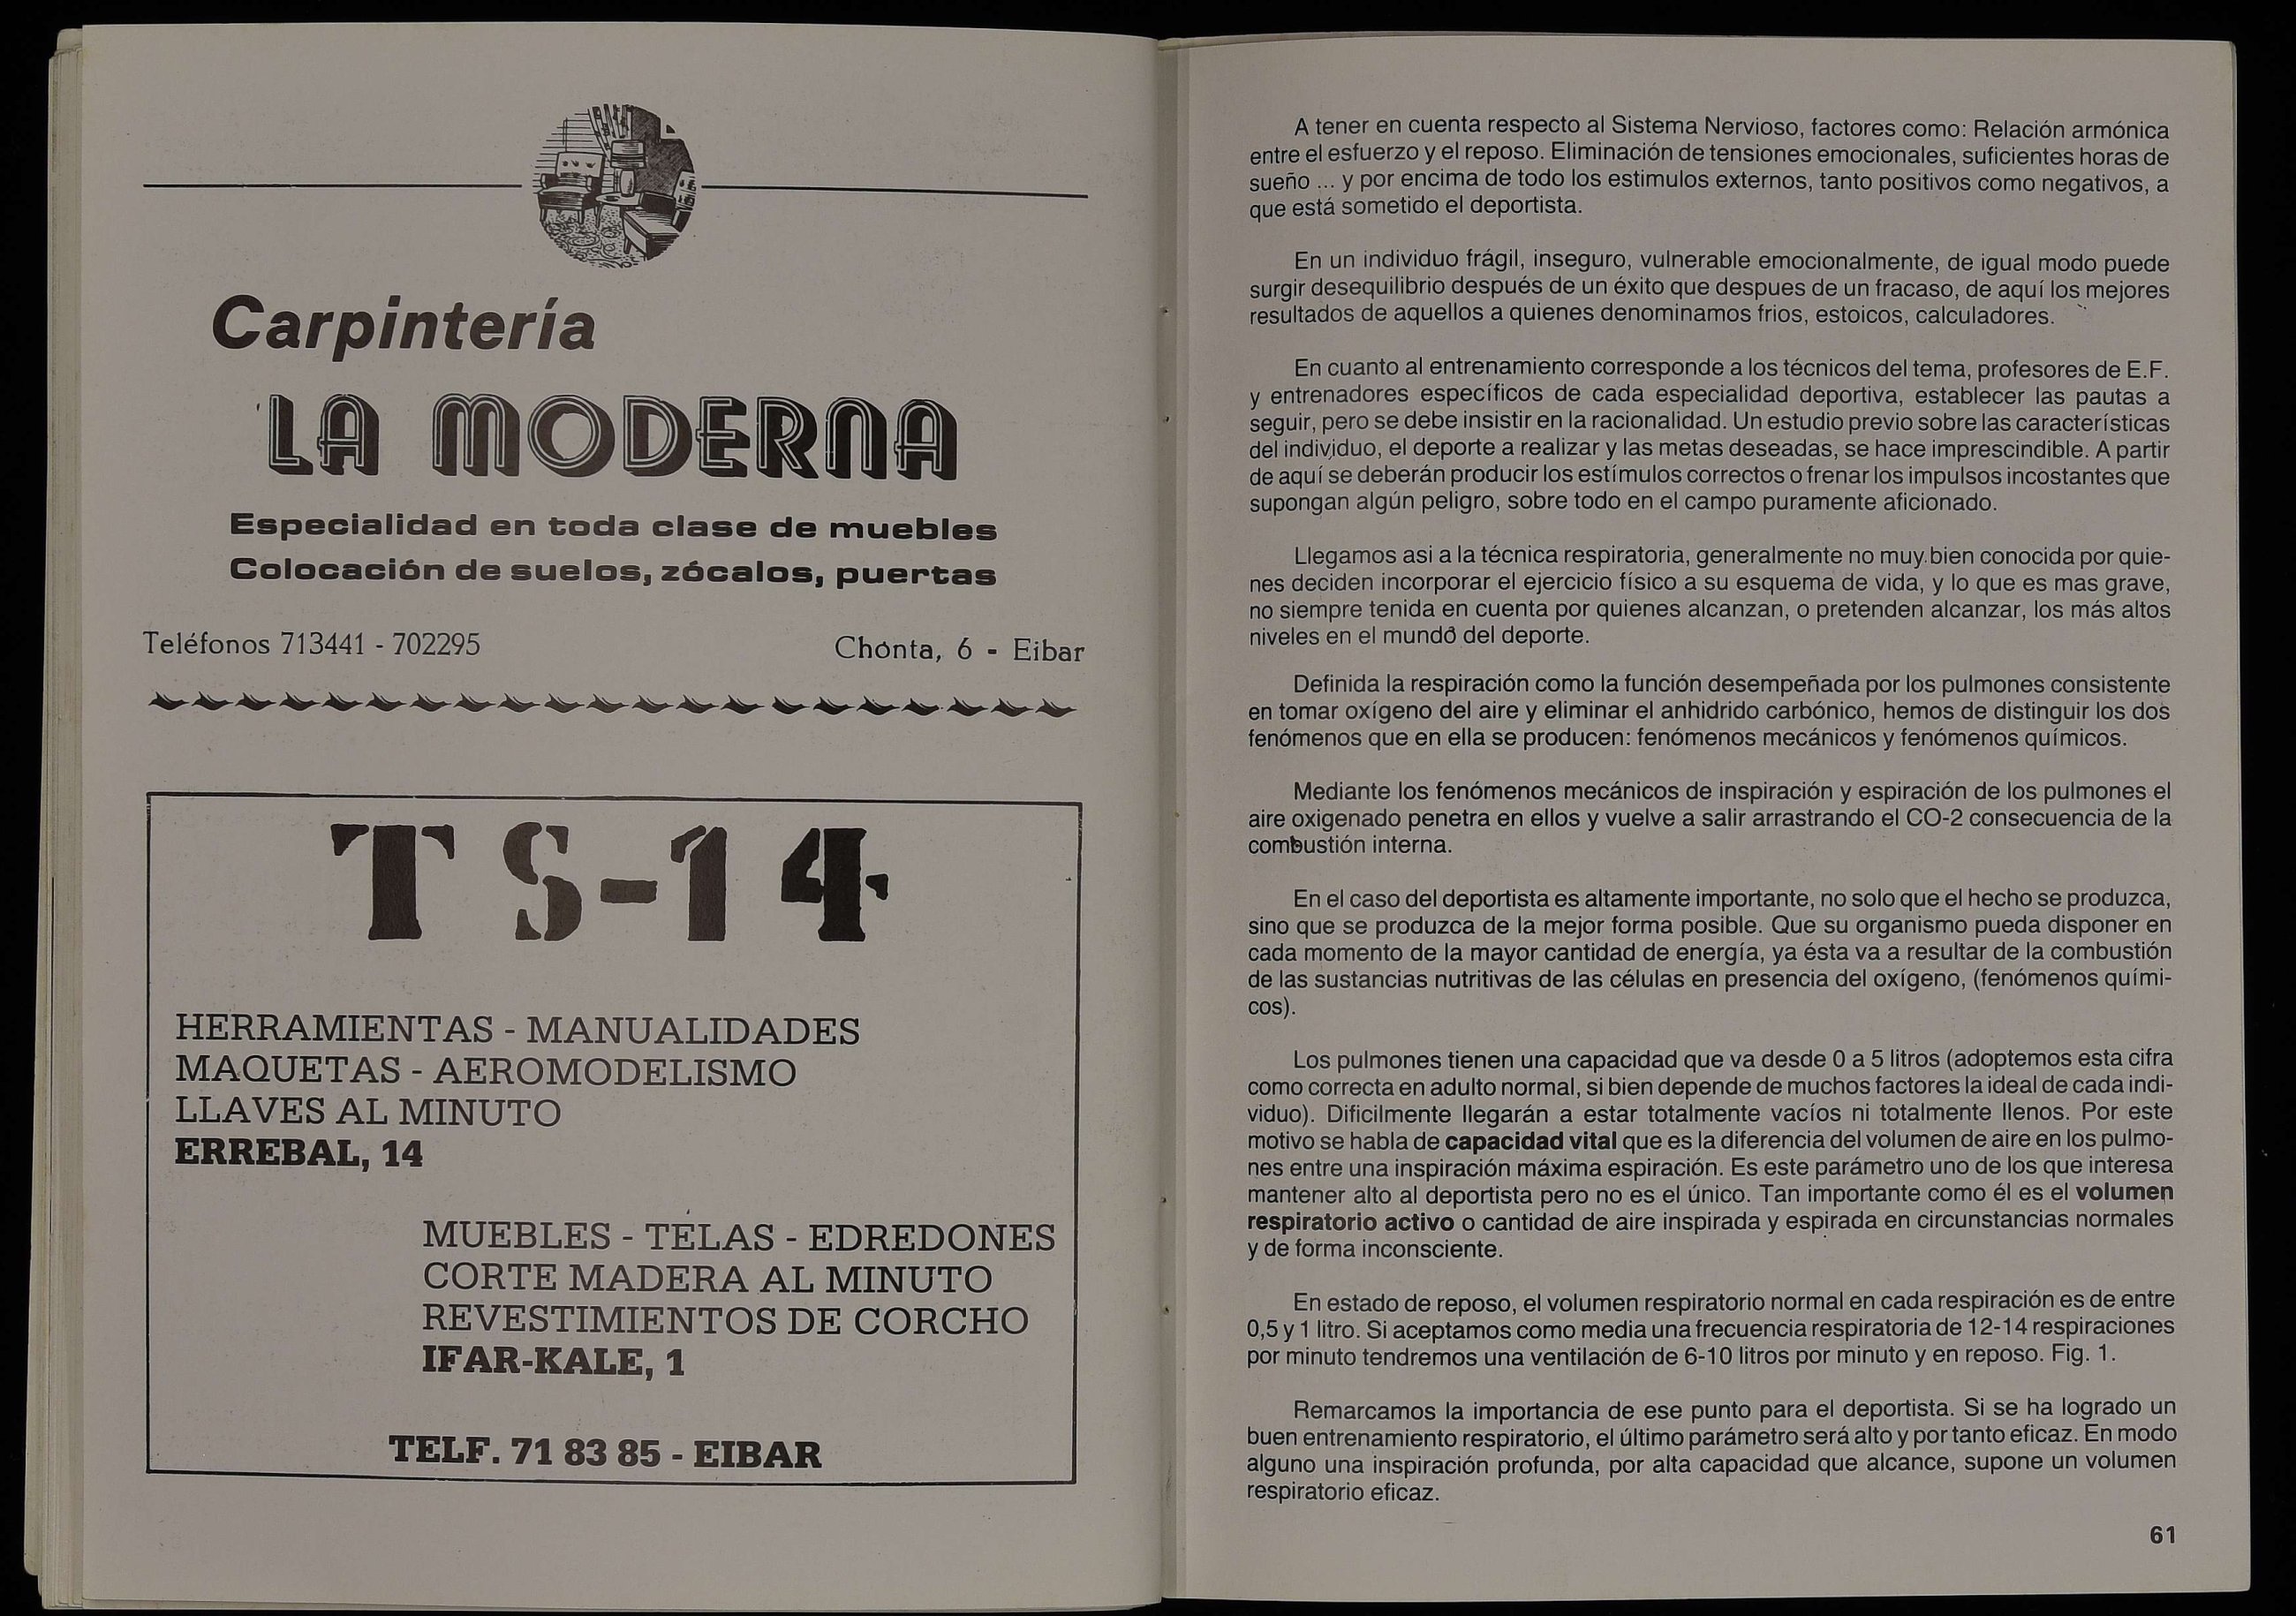 Carpintería
LA MODERNA
Especialidad en toda clase de muebles
Colocación de suelos, zócalos, puertas
Teléfonos 713441 - 702295
Chonta, 6 - Eibar
TS-14
HERRAMIENTAS - MANUALIDADES
MAQUETAS - AEROMODELISMO
LLAVES AL MINUTO
ERREBAL, 14
MUEBLES - TELAS - EDREDONES
CORTE MADERA AL MINUTO
REVESTIMIENTOS DE CORCHO
IFAR-KALE, 1
TELF. 71 83 85 - EIBAR
A tener en cuenta respecto al Sistema Nervioso, factores como: Relación armónica
entre el esfuerzo y el reposo. Eliminación de tensiones emocionales, suficientes horas de
sueño ... y por encima de todo los estimulos externos, tanto positivos como negativos, a
que está sometido el deportista.
En un individuo frágil, inseguro, vulnerable emocionalmente, de igual modo puede
surgir desequilibrio después de un éxito que despues de un fracaso, de aquí los mejores
resultados de aquellos a quienes denominamos frios, estoicos, calculadores.
En cuanto al entrenamiento corresponde a los técnicos del tema, profesores de E.F.
y entrenadores específicos de cada especialidad deportiva, establecer las pautas a
seguir, pero se debe insistir en la racionalidad. Un estudio previo sobre las características
del individuo, el deporte a realizar y las metas deseadas, se hace imprescindible. A partir
de aquí se deberán producir los estímulos correctos o frenar los impulsos incostantes que
supongan algún peligro, sobre todo en el campo puramente aficionado.
Llegamos asi a la técnica respiratoria, generalmente no muy bien conocida por quie-
nes deciden incorporar el ejercicio físico a su esquema de vida, y lo que es mas grave,
no siempre tenida en cuenta por quienes alcanzan, o pretenden alcanzar, los más altos
niveles en el mundo del deporte.
Definida la respiración como la función desempeñada por los pulmones consistente
en tomar oxígeno del aire y eliminar el anhidrido carbónico, hemos de distinguir los dos
fenómenos que en ella se producen: fenómenos mecánicos y fenómenos químicos.
Mediante los fenómenos mecánicos de inspiración y espiración de los pulmones el
aire oxigenado penetra en ellos y vuelve a salir arrastrando el CO-2 consecuencia de la
combustión interna.
En el caso del deportista es altamente importante, no solo que el hecho se produzca,
sino que se produzca de la mejor forma posible. Que su organismo pueda disponer en
cada momento de la mayor cantidad de energía, ya ésta va a resultar de la combustión
de las sustancias nutritivas de las células en presencia del oxígeno, (fenómenos quími-
cos).
Los pulmones tienen una capacidad que va desde 0 a 5 litros (adoptemos esta cifra
como correcta en adulto normal, si bien depende de muchos factores la ideal de cada indi-
viduo). Dificilmente llegarán a estar totalmente vacíos ni totalmente llenos. Por este
motivo se habla de capacidad vital que es la diferencia del volumen de aire en los pulmo-
nes entre una inspiración máxima espiración. Es este parámetro uno de los que interesa
mantener alto al deportista pero no es el único. Tan importante como él es el volumen
respiratorio activo o cantidad de aire inspirada y espirada en circunstancias normales
y de forma inconsciente.
En estado de reposo, el volumen respiratorio normal en cada respiración es de entre
0,5 y 1 litro. Si aceptamos como media una frecuencia respiratoria de 12-14 respiraciones
por minuto tendremos una ventilación de 6-10 litros por minuto y en reposo. Fig. 1.
Remarcamos la importancia de ese punto para el deportista. Si se ha logrado un
buen entrenamiento respiratorio, el último parámetro será alto y por tanto eficaz. En modo
alguno una inspiración profunda, por alta capacidad que alcance, supone un volumen
respiratorio eficaz.
61